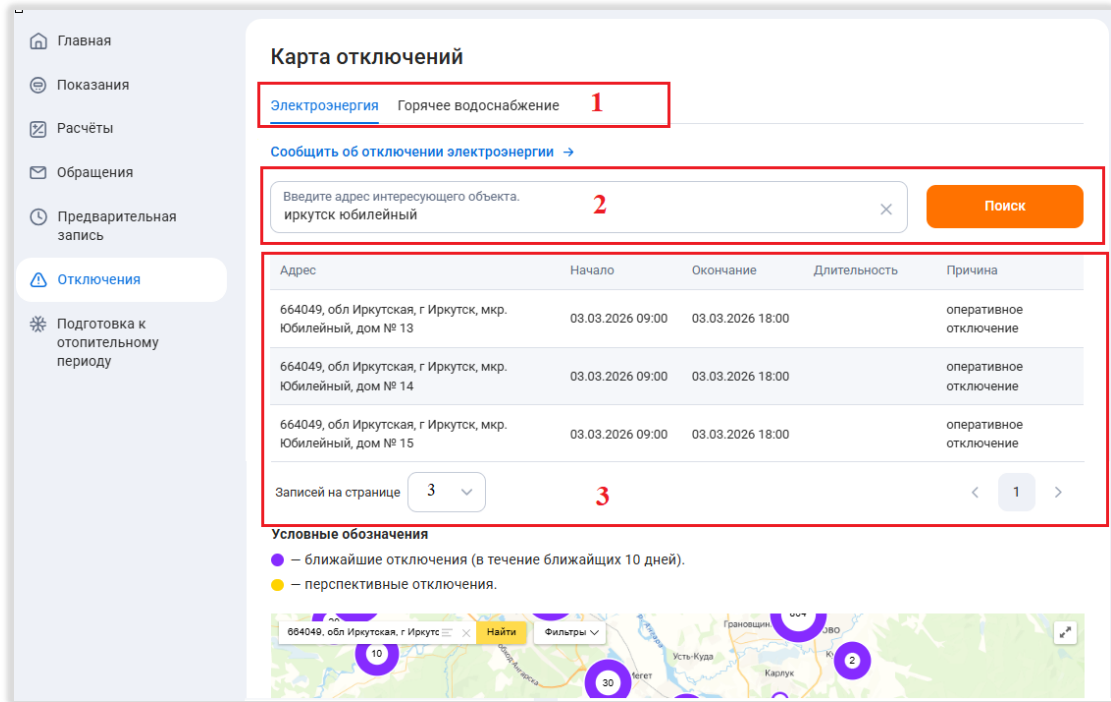 Главная
Показания
Расчёты
Обращения
Предварительная
запись
Отключения
Подготовка к
отопительному
периоду
Карта отключений
Электроэнергия Горячее водоснабжение 1
Сообщить об отключении электроэнергии →
Введите адрес интересующего объекта.
иркутск юбилейный
2
Поиск
Адрес Начало Окончание Длительность Причина
664049, обл Иркутская, г Иркутск, мкр.
Юбилейный, дом № 13
03.03.2026 09:00 03.03.2026 18:00
оперативное
отключение
664049, обл Иркутская, г Иркутск, мкр.
Юбилейный, дом № 14
03.03.2026 09:00 03.03.2026 18:00
оперативное
отключение
664049, обл Иркутская, г Иркутск, мкр.
Юбилейный, дом № 15
03.03.2026 09:00 03.03.2026 18:00
оперативное
отключение
Записей на странице 3
3
< 1 >
Условные обозначения
– ближайшие отключения (в течение ближайщих 10 дней).
– перспективные отключения.
664049, обл Иркутская, г Иркутс
Найти
Фильтры
10
Усть-Куда
Карлук
2
30